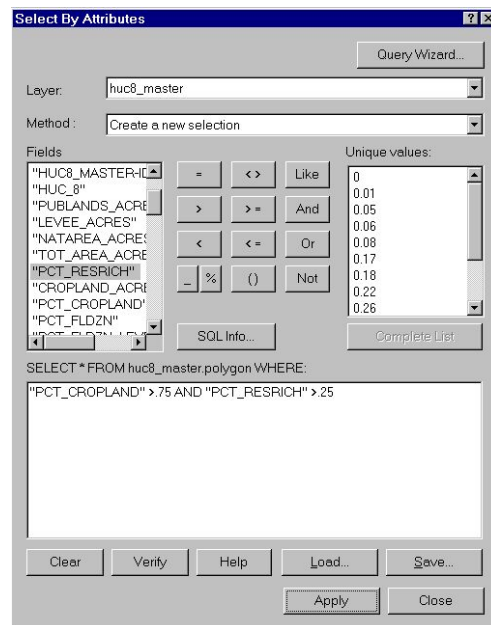 Select By Attributes
Query Wizard...
Layer: huc8_master
Method : Create a new selection
Fields Unique values:
"HUC8_MASTER-ID
"HUC_8"
"PUBLANDS_ACRE
"LEVEE_ACRES"
"NATAREA_ACRES
"TOT_AREA_ACRE
"PCT_RESRICH"
"CROPLAND_ACRE
"PCT_CROPLAND"
"PCT_FLDZN"
= <> Like
> > = And
< < = Or
_ % () Not
0
0.01
0.05
0.06
0.08
0.17
0.18
0.22
0.26
SQL Info... Complete List
SELECT * FROM huc8_master.polygon WHERE:
"PCT_CROPLAND" >.75 AND "PCT_RESRICH" >.25
Clear Verify Help Load... Save...
Apply Close